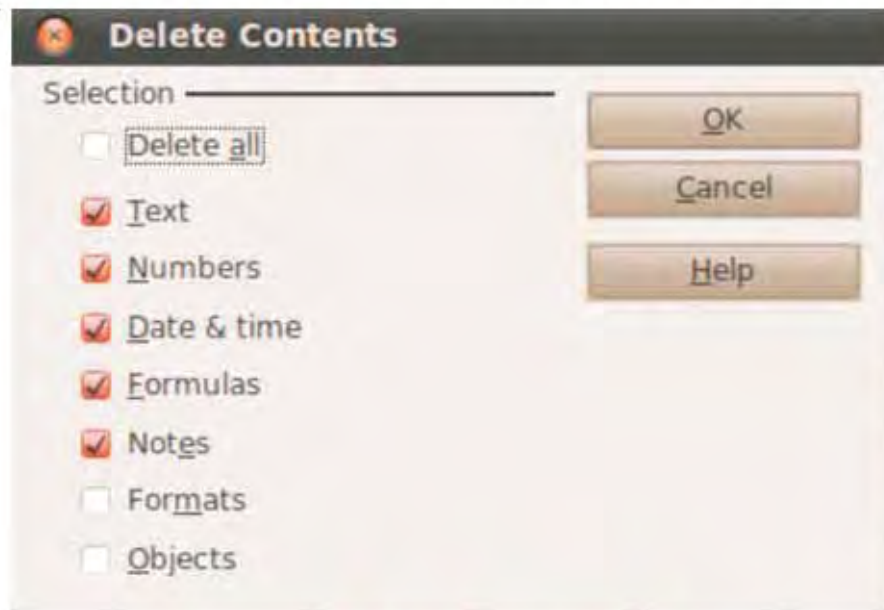 Delete Contents
Selection
Delete all
Text
Numbers
Date & time
Formulas
Notes
Formats
Objects
OK
Cancel
Help